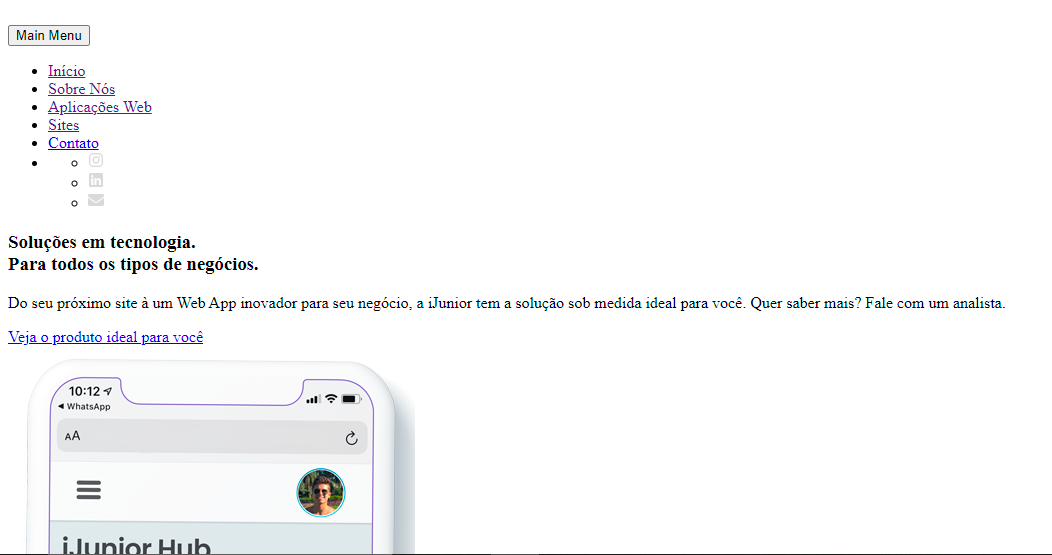 Main Menu
Início
Sobre Nós
Aplicações Web
Sites
Contato
Soluções em tecnologia.
Para todos os tipos de negócios.
Do seu próximo site à um Web App inovador para seu negócio, a iJunior tem a solução sob medida ideal para você. Quer saber mais? Fale com um analista.
Veja o produto ideal para você
10:12
◀ WhatsApp
AA
iJunior Hub